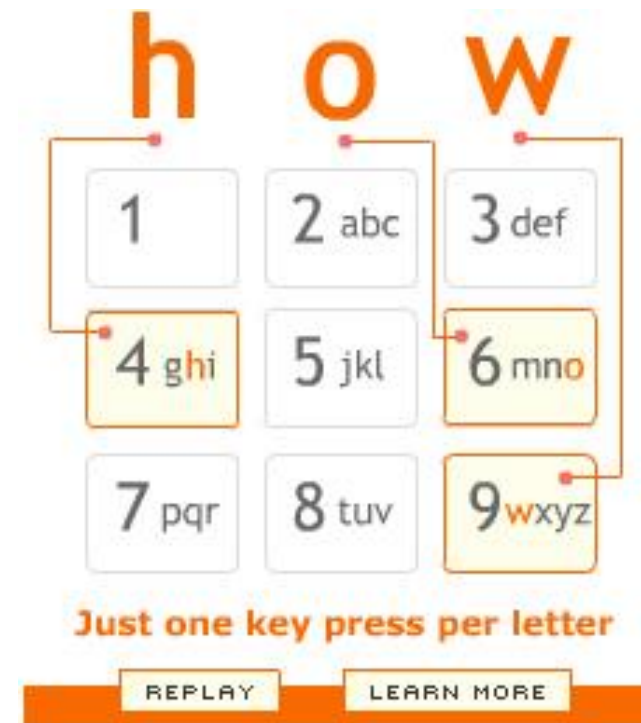 h o w
1 2 abc 3 def
4 ghi 5 jkl 6 mno
7 pqr 8 tuv 9 wxyz
Just one key press per letter
REPLAY LEARN MORE